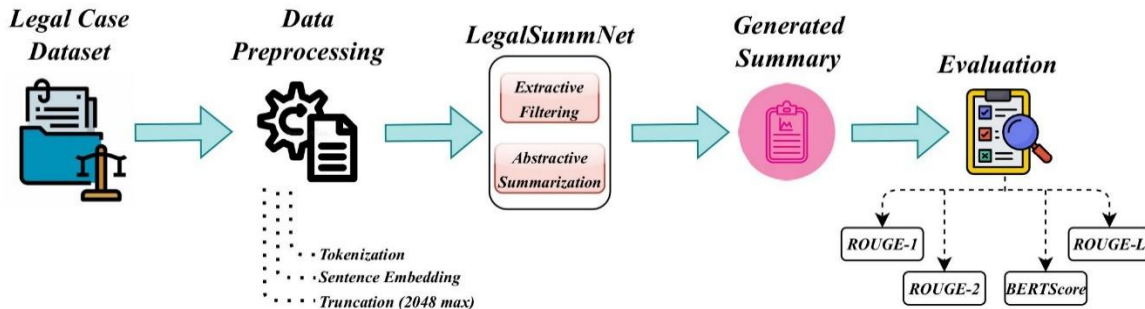 Legal Case
Dataset
Data
Preprocessing
LegalSummNet
Generated
Summary
Evaluation
Extractive
Filtering
Abstractive
Summarization
Tokenization
Sentence Embedding
Truncation (2048 max)
ROUGE-1
ROUGE-2
BERTScore
ROUGE-L